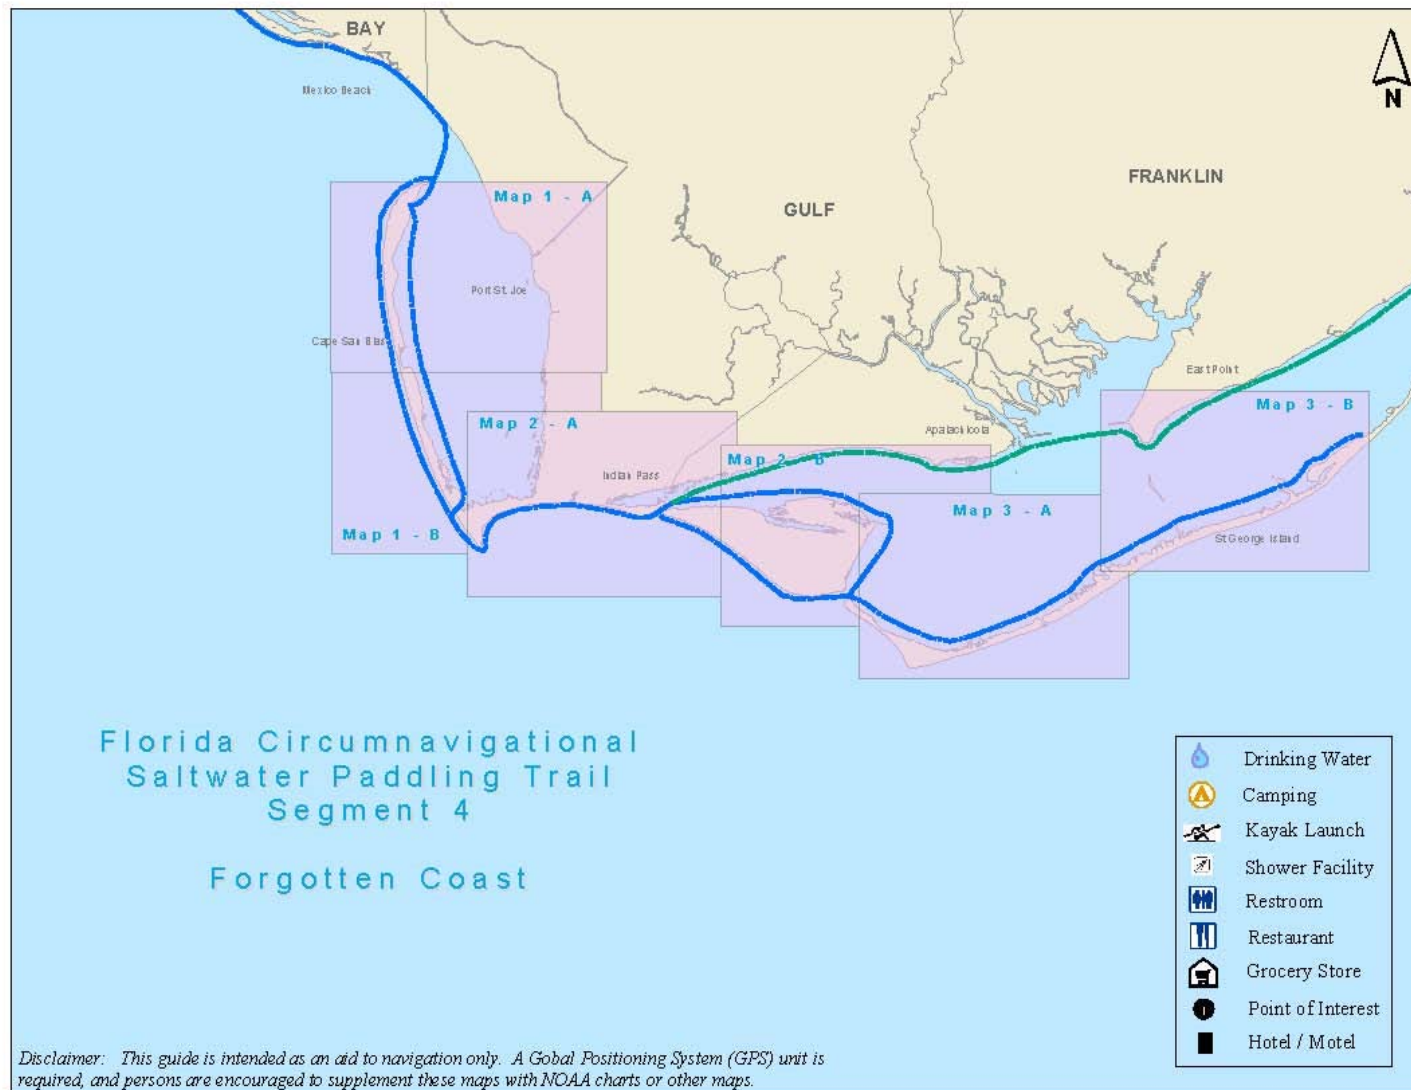 BAY
Mexico Beach
N
FRANKLIN
Map 1 - A
GULF
Port St. Joe
Cape San Blas
East Point
Map 3 - B
Map 2 - A
Apalachicola
Map 2 - B
Indian Pass
Map 3 - A
Map 1 - B
St George Island
Florida Circumnavigational
Saltwater Paddling Trail
Segment 4
Forgotten Coast
Drinking Water
Camping
Kayak Launch
Shower Facility
Restroom
Restaurant
Grocery Store
Point of Interest
Hotel / Motel
Disclaimer: This guide is intended as an aid to navigation only. A Gobal Positioning System (GPS) unit is
required, and persons are encouraged to supplement these maps with NOAA charts or other maps.